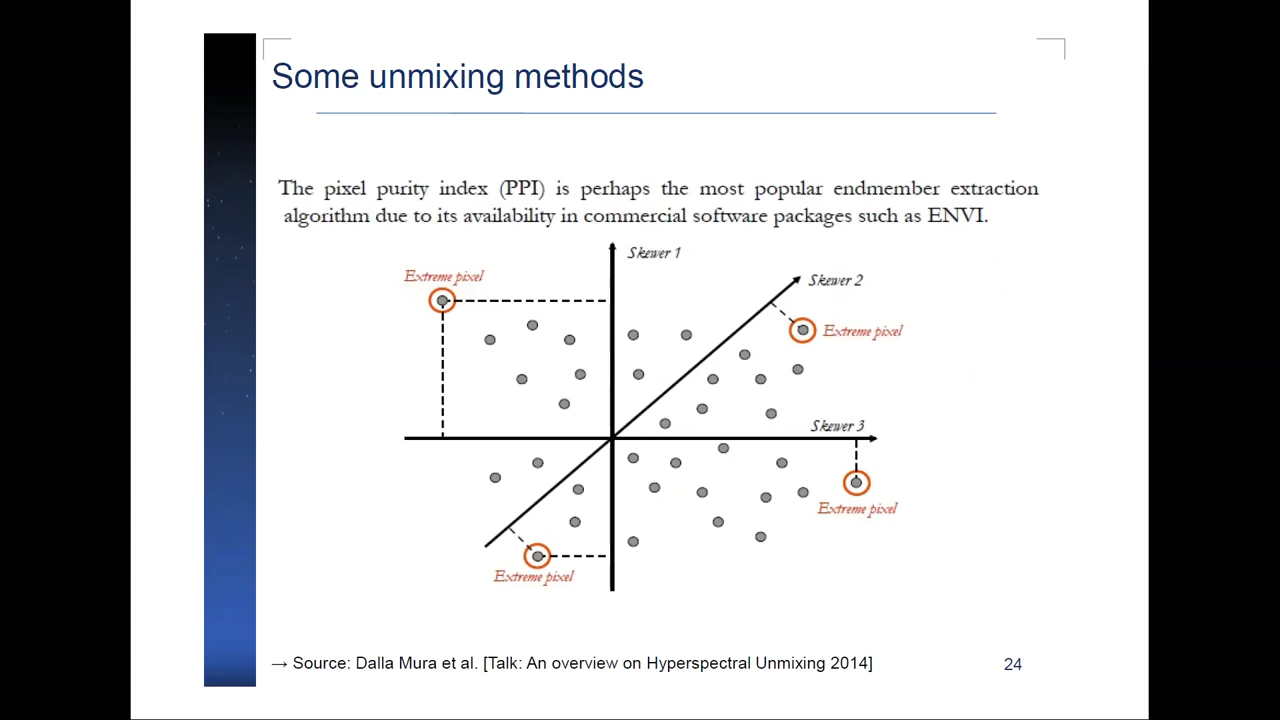 Some unmixing methods
The pixel purity index (PPI) is perhaps the most popular endmember extraction
algorithm due to its availability in commercial software packages such as ENVI.
Skewer 1
Extreme pixel
Skewer 2
Extreme pixel
Skewer 3
Extreme pixel
Extreme pixel
→ Source: Dalla Mura et al. [Talk: An overview on Hyperspectral Unmixing 2014]
24